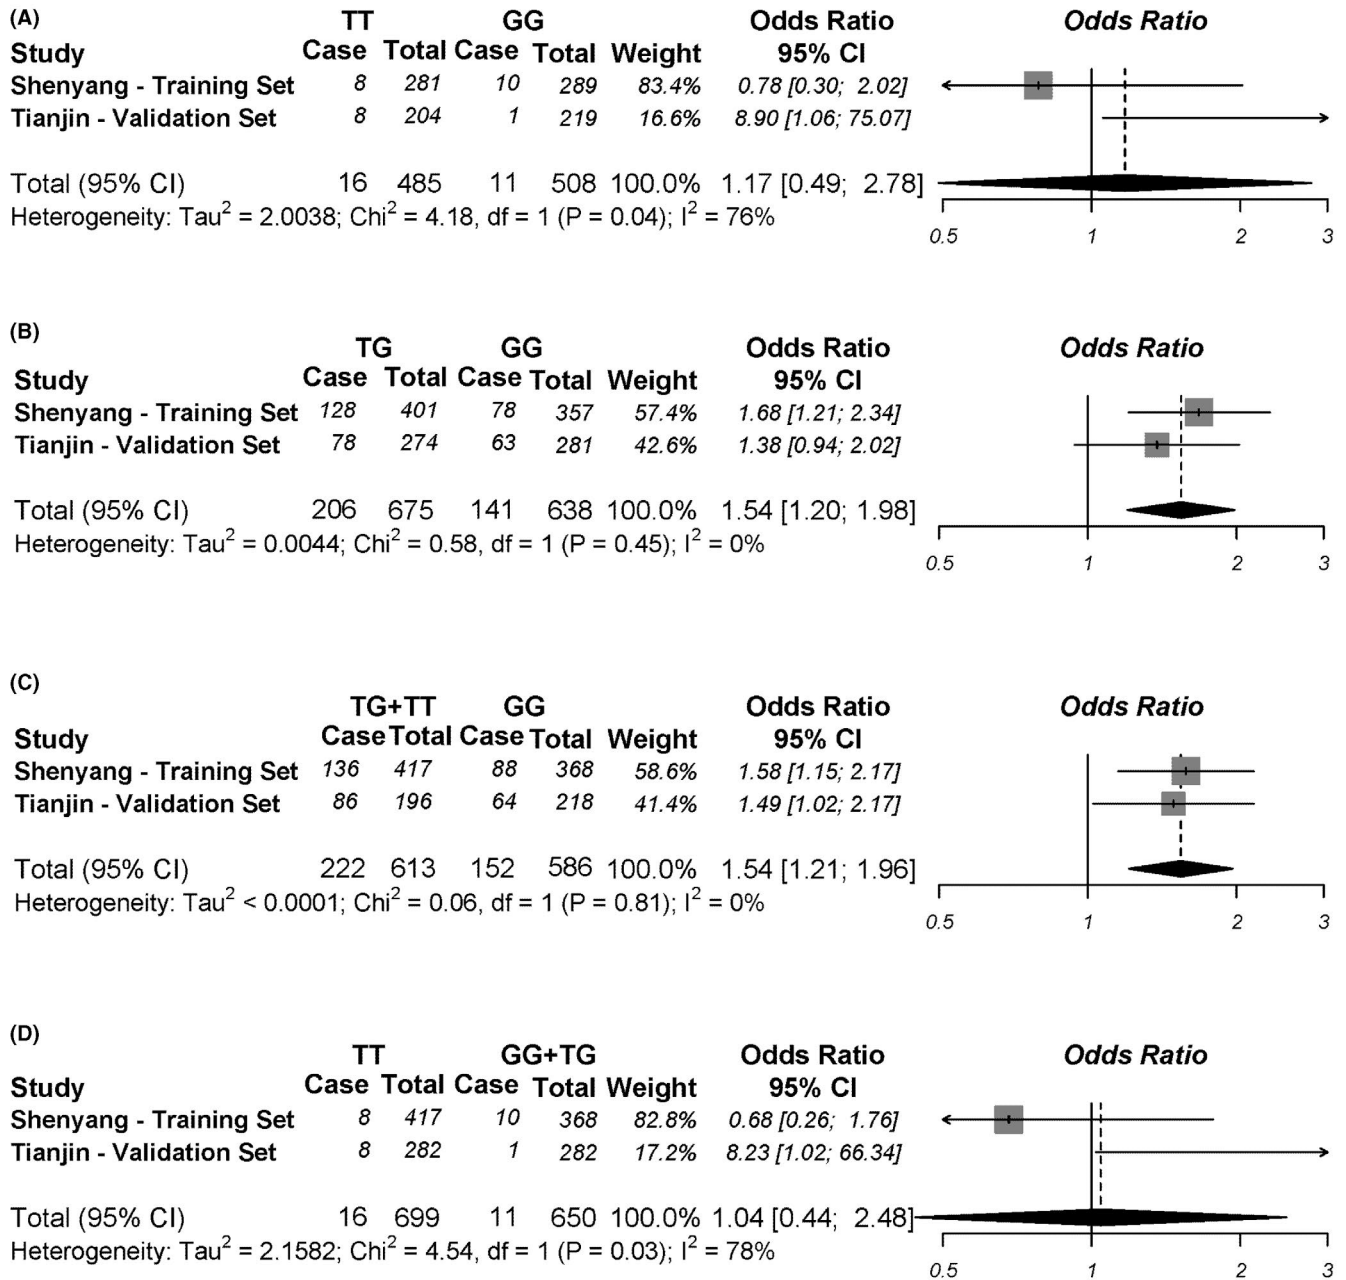 (A)
TT GG Odds Ratio Odds Ratio
Study Case Total Case Total Weight 95% CI
Shenyang - Training Set 8 281 10 289 83.4% 0.78 [0.30; 2.02]
Tianjin - Validation Set 8 204 1 219 16.6% 8.90 [1.06; 75.07]
Total (95% CI) 16 485 11 508 100.0% 1.17 [0.49; 2.78]
Heterogeneity: Tau² = 2.0038; Chi² = 4.18, df = 1 (P = 0.04); I² = 76%
0.5 1 2 3
(B)
TG GG Odds Ratio Odds Ratio
Study Case Total Case Total Weight 95% CI
Shenyang - Training Set 128 401 78 357 57.4% 1.68 [1.21; 2.34]
Tianjin - Validation Set 78 274 63 281 42.6% 1.38 [0.94; 2.02]
Total (95% CI) 206 675 141 638 100.0% 1.54 [1.20; 1.98]
Heterogeneity: Tau² = 0.0044; Chi² = 0.58, df = 1 (P = 0.45); I² = 0%
0.5 1 2 3
(C)
TG+TT GG Odds Ratio Odds Ratio
Study Case Total Case Total Weight 95% CI
Shenyang - Training Set 136 417 88 368 58.6% 1.58 [1.15; 2.17]
Tianjin - Validation Set 86 196 64 218 41.4% 1.49 [1.02; 2.17]
Total (95% CI) 222 613 152 586 100.0% 1.54 [1.21; 1.96]
Heterogeneity: Tau² < 0.0001; Chi² = 0.06, df = 1 (P = 0.81); I² = 0%
0.5 1 2 3
(D)
TT GG+TG Odds Ratio Odds Ratio
Study Case Total Case Total Weight 95% CI
Shenyang - Training Set 8 417 10 368 82.8% 0.68 [0.26; 1.76]
Tianjin - Validation Set 8 282 1 282 17.2% 8.23 [1.02; 66.34]
Total (95% CI) 16 699 11 650 100.0% 1.04 [0.44; 2.48]
Heterogeneity: Tau² = 2.1582; Chi² = 4.54, df = 1 (P = 0.03); I² = 78%
0.5 1 2 3